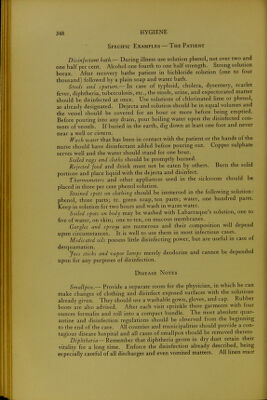 248 HYGIENE
Specific Examples — The Patient
Disinfectant bath — During illness use solution phenol, not over two and
one half per cent. Alcohol one fourth to one half strength. Strong solution
borax. After recovery bathe patient in bichloride solution (one to four
thousand) followed by a plain soap and water bath.
Stools and sputum. — In case of typhoid, cholera, dysentery, scarlet
fever, diphtheria, tuberculosis, etc., the stools, urine, and expectorated matter
should be disinfected at once. Use solutions of chlorinated lime or phenol,
as already designated. Dejecta and solutions should be in equal volumes and
the vessel should be covered for an hour or more before being emptied.
Before pouring into any drain, pour boiling water upon the disinfected con-
tents of vessels. If buried in the earth, dig down at least one foot and never
near a well or cistern.
Wash water that has been in contact with the patient or the hands of the
nurse should have disinfectant added before pouring out. Copper sulphate
serves well and the water should stand for one hour.
Soiled rags and cloths should be promptly burned.
Rejected food and drink must not be eaten by others. Burn the solid
portions and place liquid with the dejecta and disinfect.
Thermometers and other appliances used in the sickroom should be
placed in three per cent phenol solution.
Stained spots on clothing should be immersed in the following solution:
phenol, three parts; green soap, ten parts; water, one hundred parts.
Keep in solution for two hours and wash in warm water.
Soiled spots on body may be washed with Labarraque's solution, one to
five of water, on skin; one to ten, on mucous membranes.
Gargles and sprays are numerous and their composition will depend
upon circumstances. It is well to use them in most infectious cases.
Medicated oils possess little disinfecting power, but are useful in case of
desquamation.
Joss sticks and vapor lamps merely deodorize and cannot be depended
upon for any purposes of disinfection.
Disease Notes
Smallpox. — Provide a separate room for the physician, in which he can
make changes of clothing and disinfect exposed surfaces with the solutions
already given. They should use a washable gown, gloves, and cap. Rubber
boots are also advised. After each visit sprinkle these garments with four
ounces formalin and roll into a compact bundle. The most absolute quar-
antine and disinfection regulations should be observed from the beginning
to the end of the case. All counties and municipalities should provide a con-
tagious disease hospital and all cases of smallpox should be removed thereto.
Diphtheria — Remember that diphtheria germs in dry dust retain their
vitality for a long time. Enforce the disinfection already described, being
especially careful of all discharges and even vomited matters. All linen must